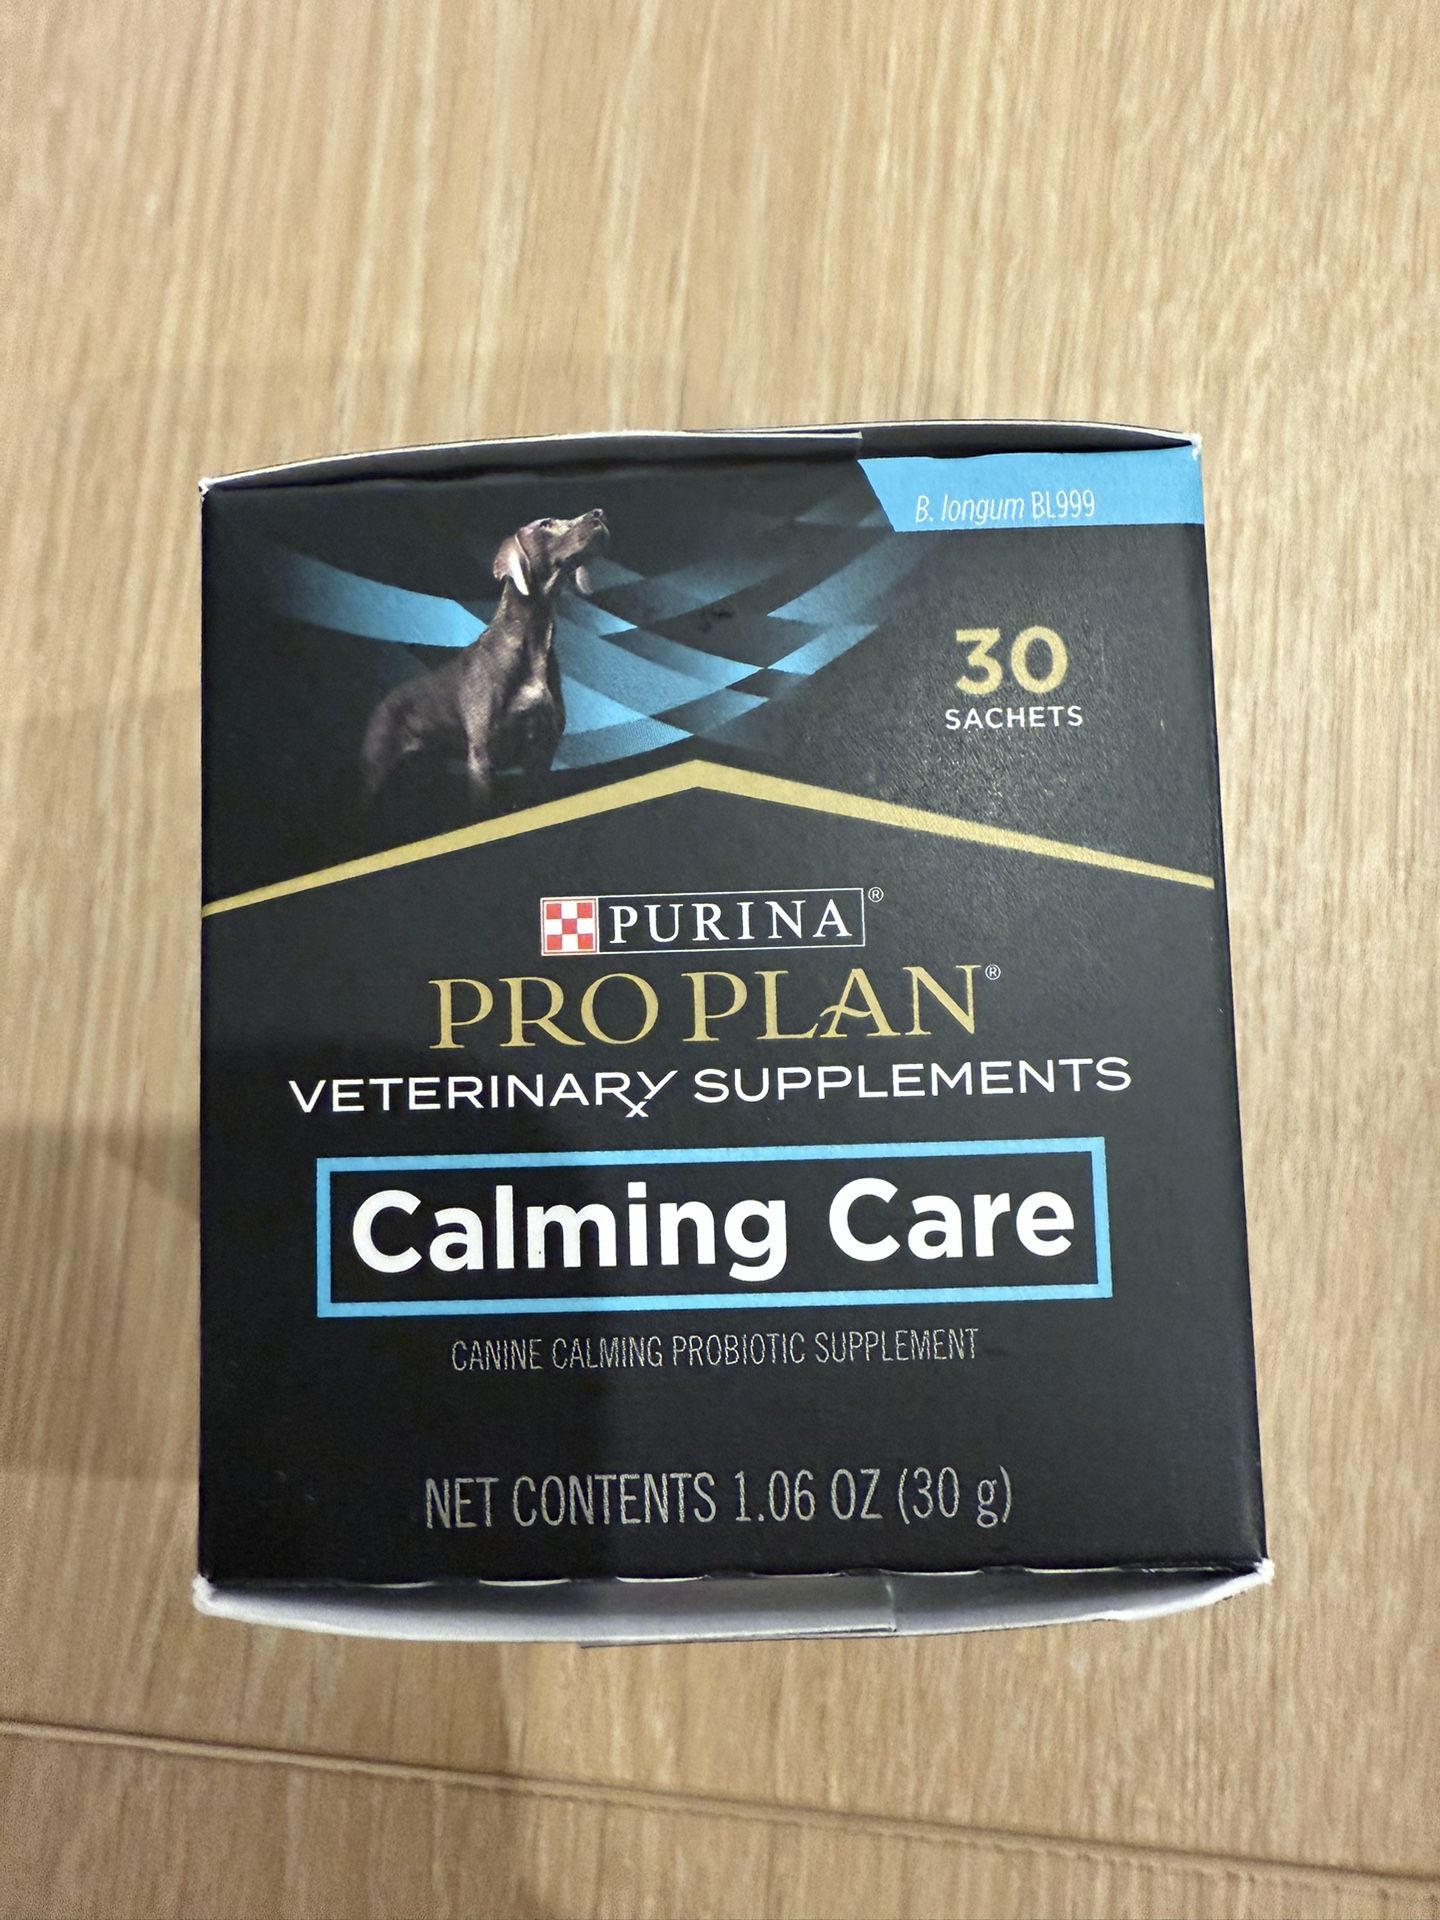 B. longum BL999
30
SACHETS
PURINA®
PRO PLAN®
VETERINARY SUPPLEMENTS
Calming Care
CANINE CALMING PROBIOTIC SUPPLEMENT
NET CONTENTS 1.06 OZ (30 g)